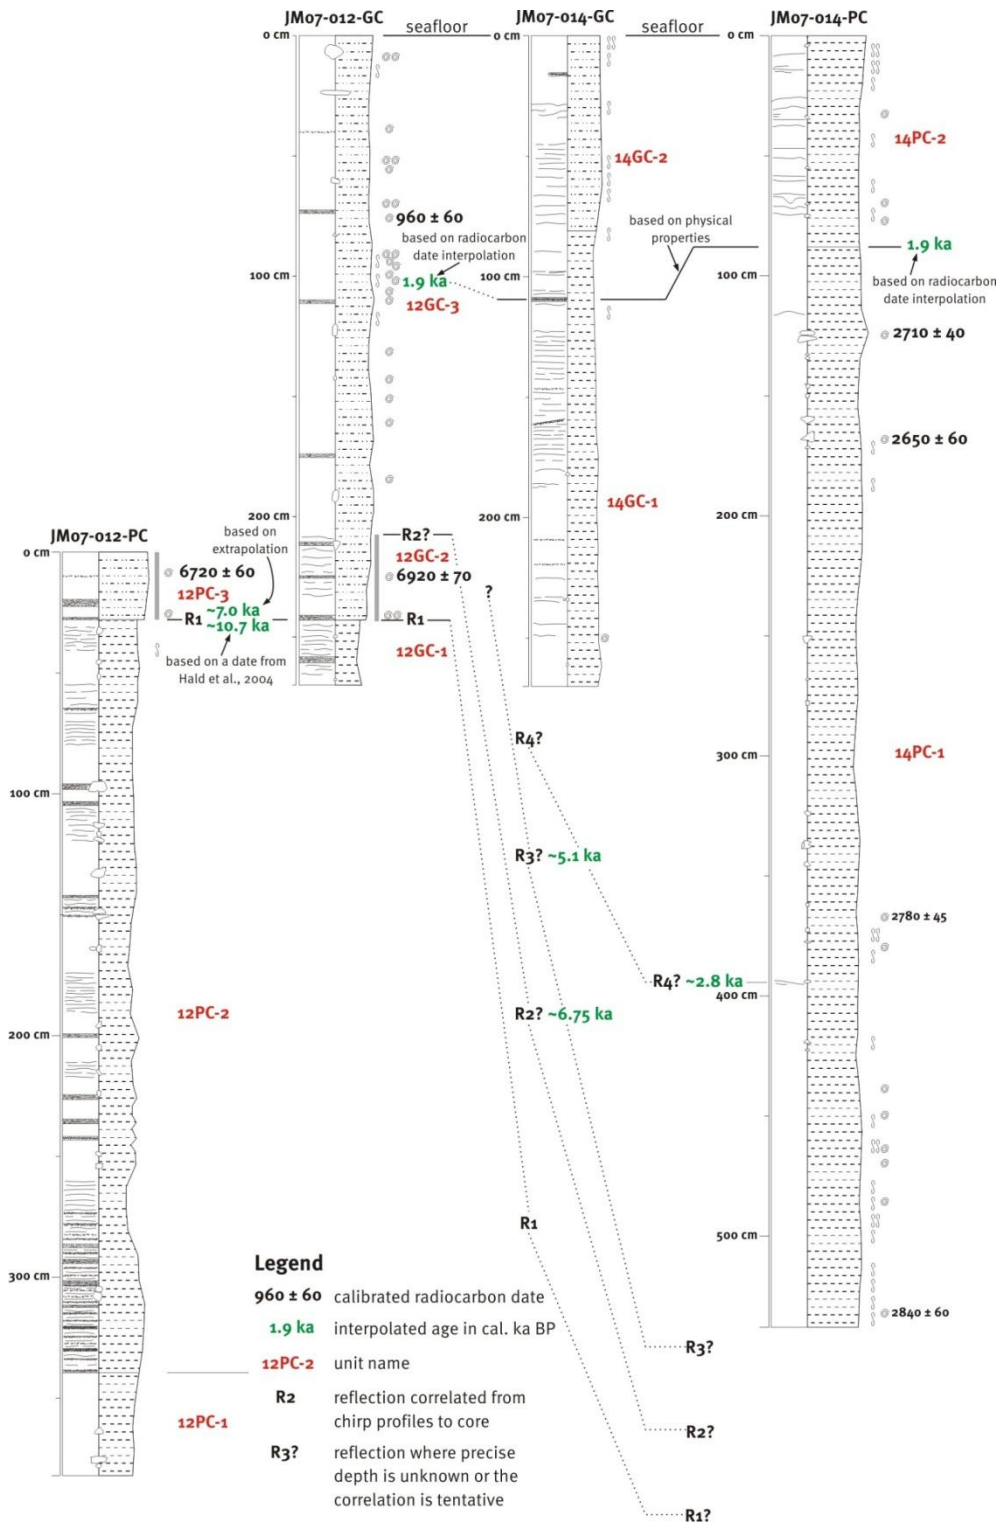 JM07-012-GC
seafloor
JM07-014-GC
seafloor
JM07-014-PC
0 cm
0 cm
0 cm
14GC-2
14PC-2
960 ± 60
based on radiocarbon
date interpolation
1.9 ka
12GC-3
based on physical
properties
1.9 ka
based on radiocarbon
date interpolation
100 cm
100 cm
100 cm
2710 ± 40
2650 ± 60
14GC-1
200 cm
200 cm
200 cm
JM07-012-PC
0 cm
based on
extrapolation
6720 ± 60
12PC-3
R1
~7.0 ka
~10.7 ka
based on a date from
Hald et al., 2004
R2?
12GC-2
6920 ± 70
R1
12GC-1
?
R4?
300 cm
14PC-1
100 cm
R3? ~5.1 ka
2780 ± 45
R4? ~2.8 ka
400 cm
12PC-2
R2? ~6.75 ka
200 cm
R1
500 cm
300 cm
2840 ± 60
R3?
R2?
R1?
12PC-1
Legend
960 ± 60 calibrated radiocarbon date
1.9 ka interpolated age in cal. ka BP
12PC-2 unit name
R2 reflection correlated from
chirp profiles to core
R3? reflection where precise
depth is unknown or the
correlation is tentative